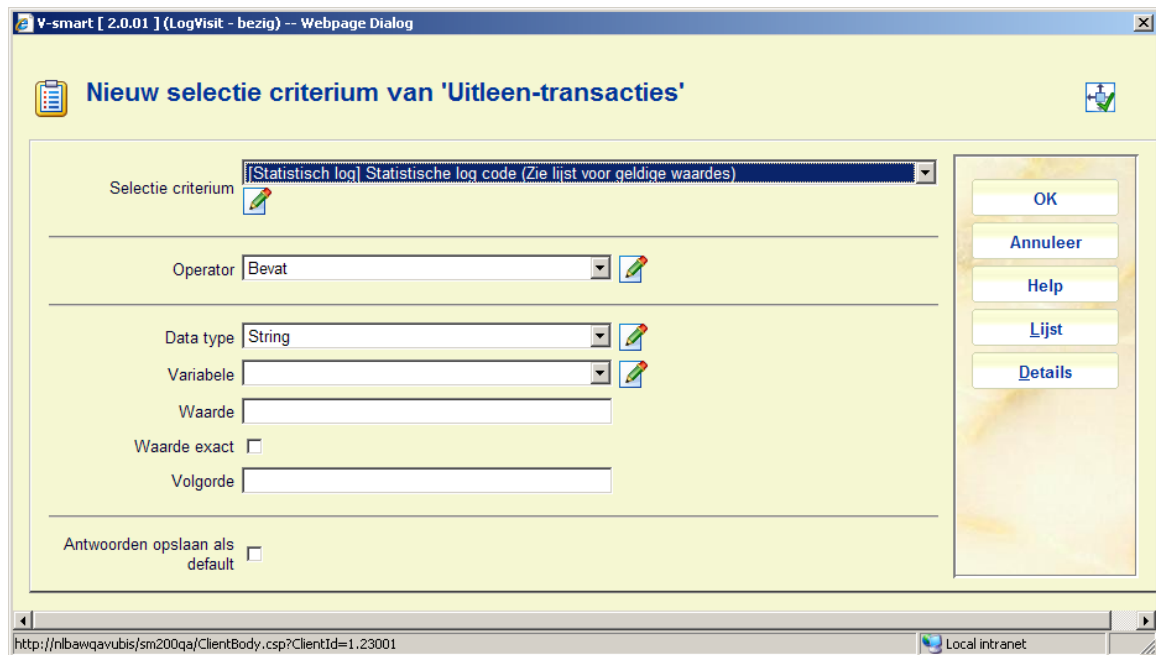 V-smart [ 2.0.01 ] (LogVisit - bezig) -- Webpage Dialog
Nieuw selectie criterium van 'Uitleen-transacties'
Selectie criterium
[Statistisch log] Statistische log code (Zie lijst voor geldige waardes)
Operator
Bevat
Data type
String
Variabele
Waarde
Waarde exact
Volgorde
Antwoorden opslaan als
default
OK
Annuleer
Help
Lijst
Details
http://nlbawqavubis/sm200qa/ClientBody.csp?ClientId=1.23001
Local intranet